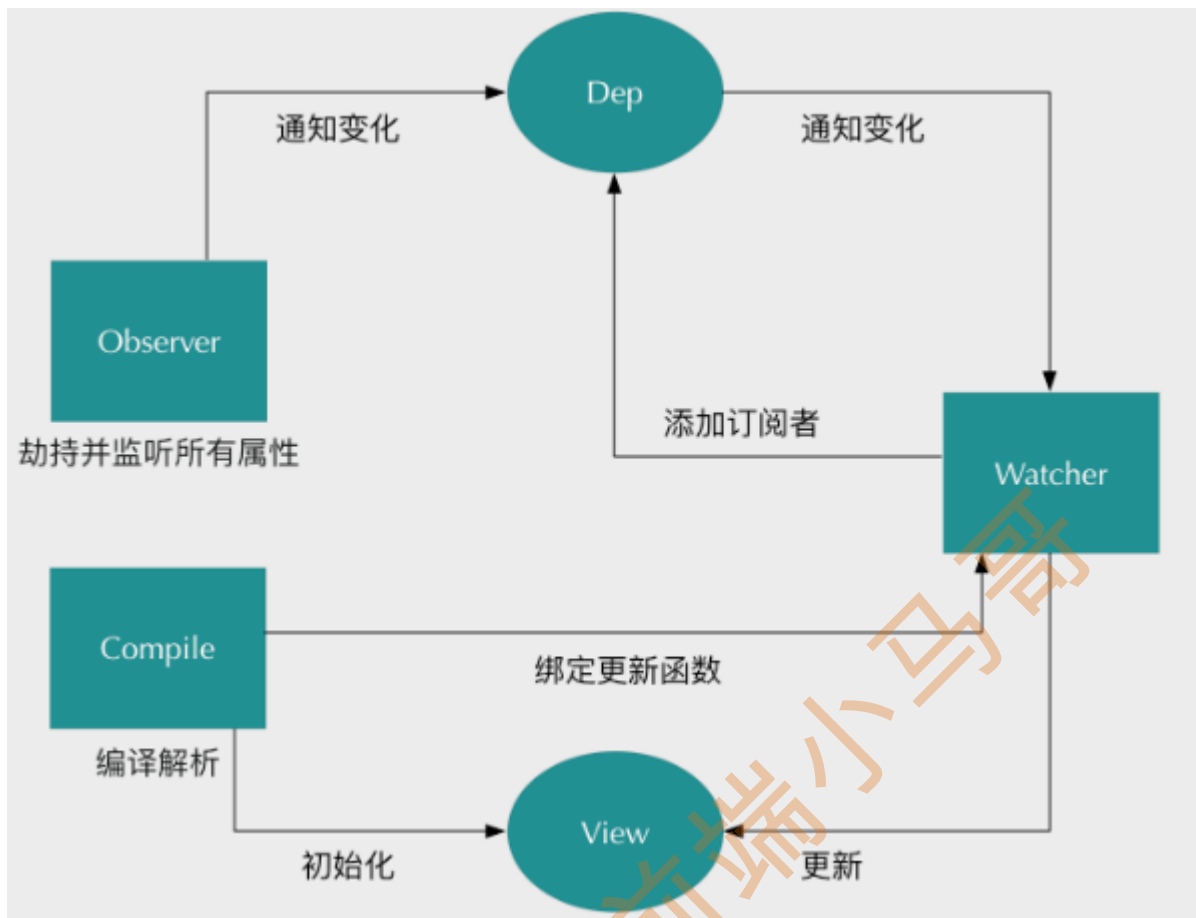 Dep
通知变化
通知变化
Observer
劫持并监听所有属性
添加订阅者
Watcher
Compile
绑定更新函数
编译解析
View
初始化
更新
前端小马哥